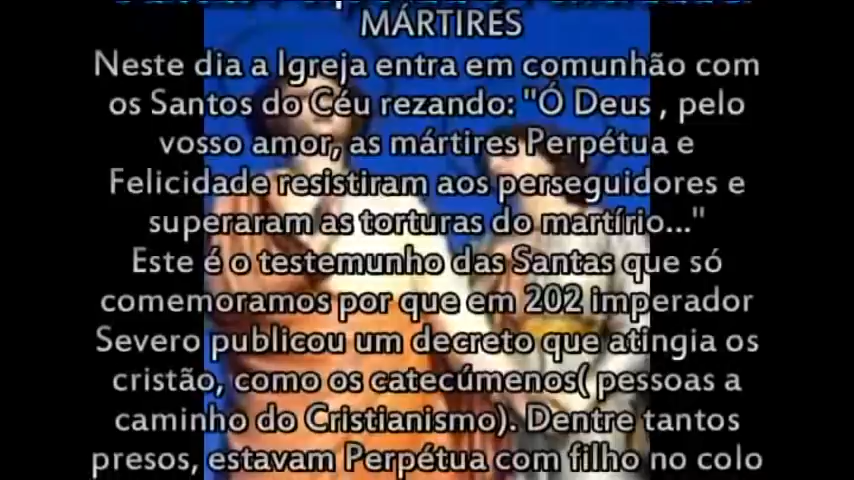 MÁRTIRES
Neste dia a Igreja entra em comunhão com
os Santos do Céu rezando: "Ó Deus , pelo
vosso amor, as mártires Perpétua e
Felicidade resistiram aos perseguidores e
superaram as torturas do martírio..."
Este é o testemunho das Santas que só
comemoramos por que em 202 imperador
Severo publicou um decreto que atingia os
cristão, como os catecúmenos( pessoas a
caminho do Cristianismo). Dentre tantos
presos, estavam Perpétua com filho no colo